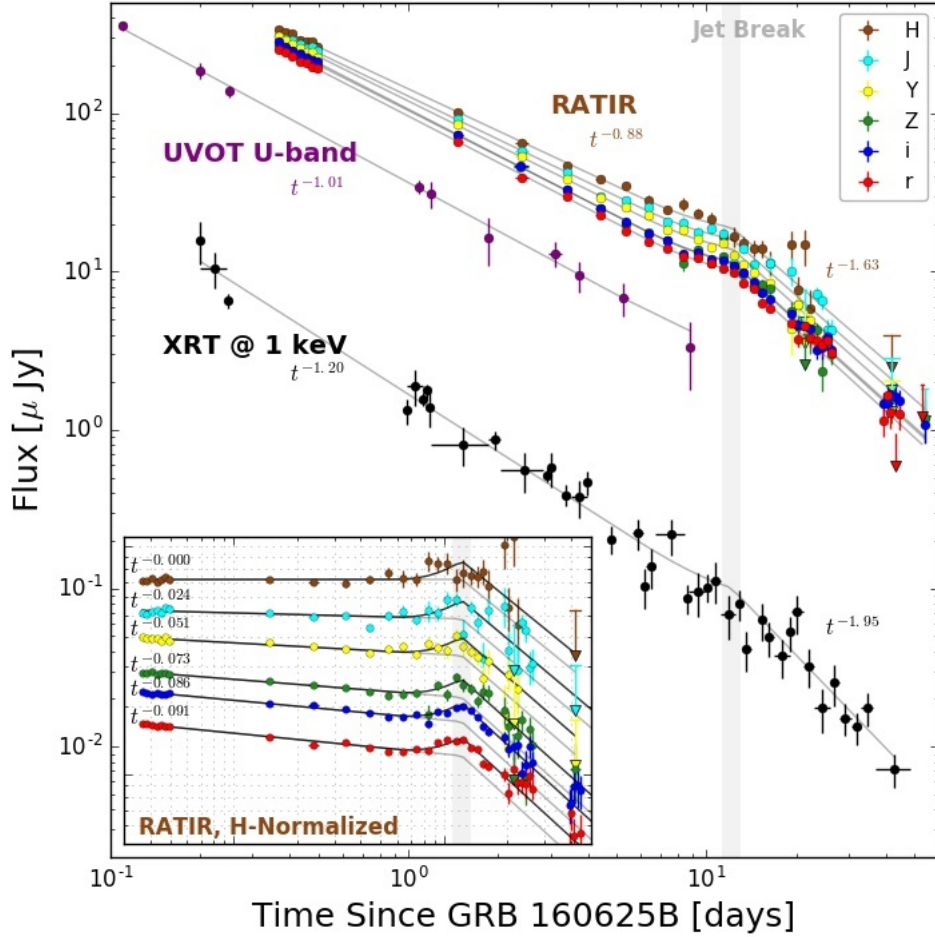 Jet Break
H
J
Y
Z
i
r
RATIR
t^{-0.88}
UVOT U-band
t^{-1.01}
t^{-1.63}
XRT @ 1 keV
t^{-1.20}
t^{-1.95}
t^{-0.000}
t^{-0.024}
t^{-0.051}
t^{-0.073}
t^{-0.086}
t^{-0.091}
RATIR, H-Normalized
Flux [μ Jy]
10^{2}
10^{1}
10^{0}
10^{-1}
10^{-2}
10^{-1}
10^{0}
10^{1}
Time Since GRB 160625B [days]